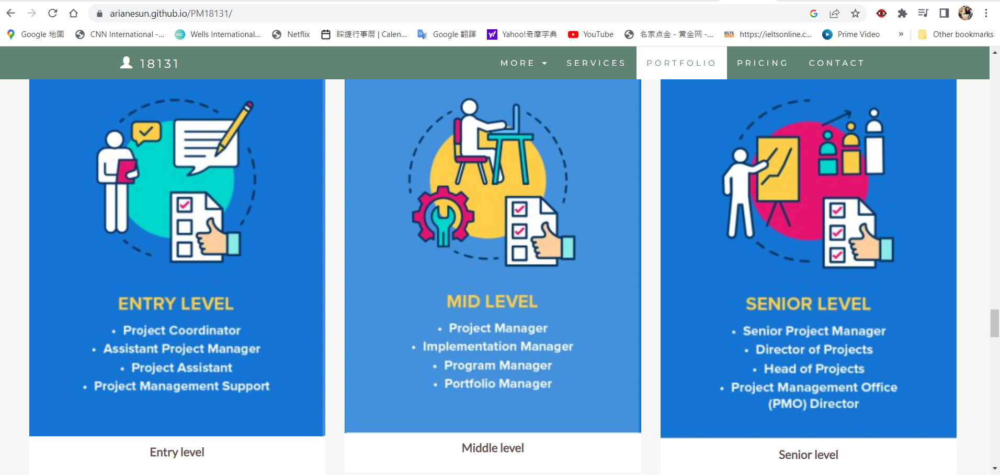 arianesun.github.io/PM18131/
Google 地圖
CNN International -...
Wells International...
Netflix
睬捷行事曆 | Calen...
Google 翻譯
Yahoo!奇摩字典
YouTube
名家点金 - 黄金网 -...
https://ieltsonline.c...
Prime Video
»
Other bookmarks
18131
MORE
SERVICES
PORTFOLIO
PRICING
CONTACT
ENTRY LEVEL
• Project Coordinator
• Assistant Project Manager
• Project Assistant
• Project Management Support
Entry level
MID LEVEL
• Project Manager
• Implementation Manager
• Program Manager
• Portfolio Manager
Middle level
SENIOR LEVEL
• Senior Project Manager
• Director of Projects
• Head of Projects
• Project Management Office
(PMO) Director
Senior level